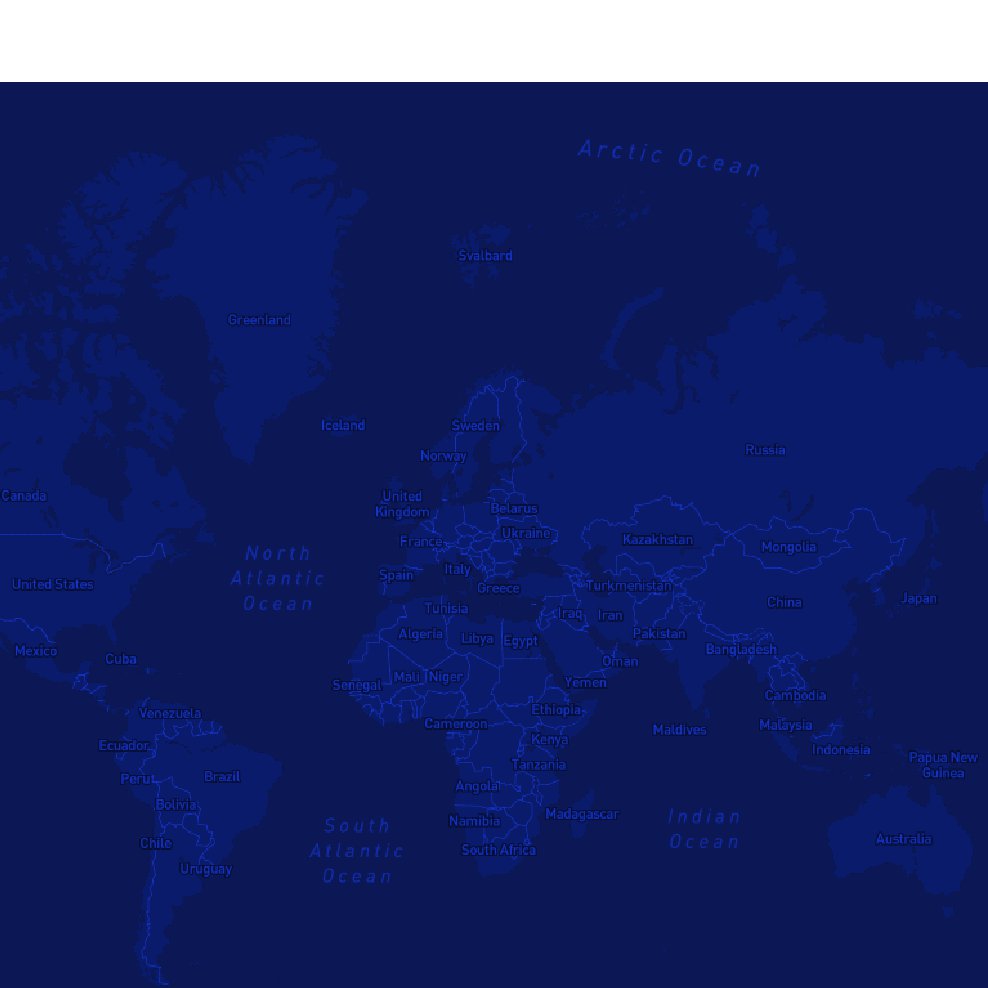 Arctic Ocean
Svalbard
Greenland
Iceland
Sweden
Norway
Russia
Canada
United
Kingdom
Belarus
Ukraine
France
Kazakhstan
Mongolia
North
Atlantic
Ocean
Italy
Spain
United States
Greece
Turkmenistan
China
Japan
Tunisia
Iraq
Iran
Algeria
Libya
Egypt
Pakistan
Mexico
Cuba
Bangladesh
Oman
Mali
Niger
Senegal
Yemen
Cambodia
Venezuela
Ethiopia
Cameroon
Maldives
Malaysia
Ecuador
Kenya
Indonesia
Papua New
Guinea
Tanzania
Peru
Brazil
Angola
Bolivia
Madagascar
Namibia
Indian
Ocean
South
Atlantic
Ocean
Chile
South Africa
Australia
Uruguay